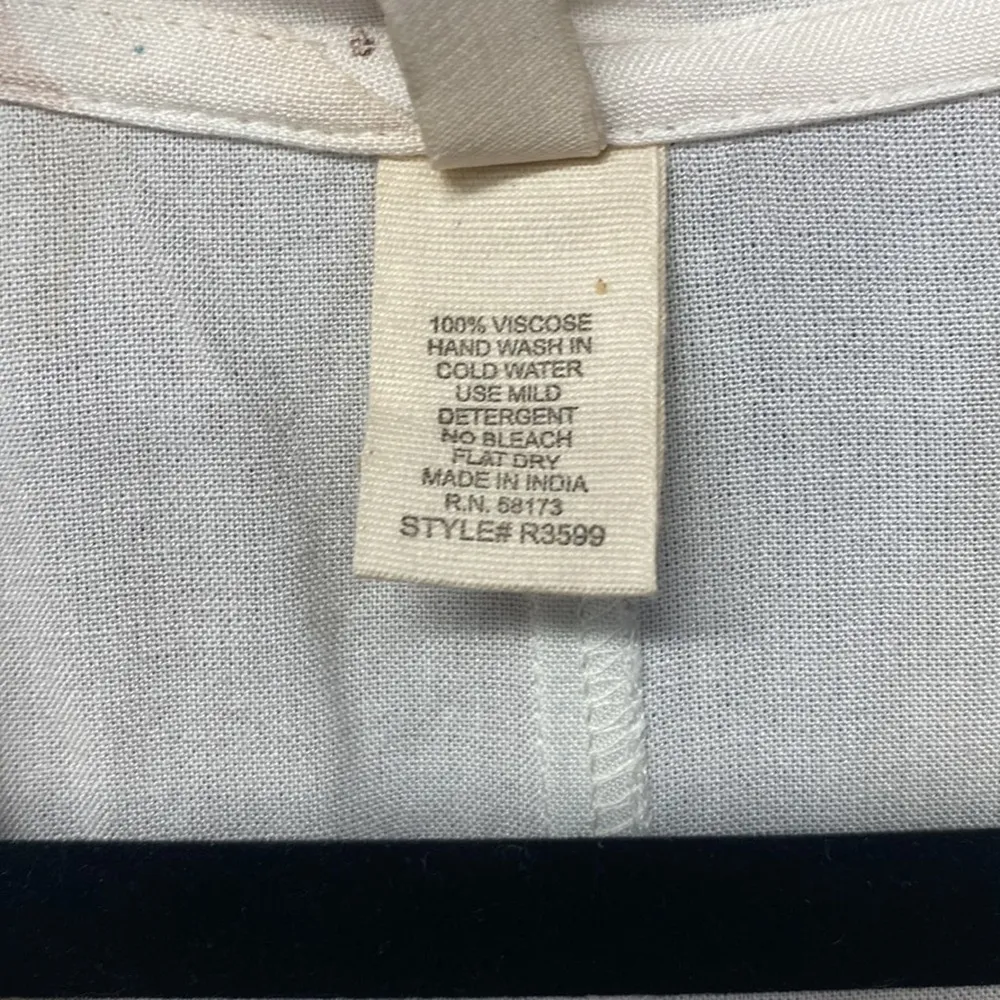 100% VISCOSE
HAND WASH IN
COLD WATER
USE MILD
DETERGENT
NO BLEACH
FLAT DRY
MADE IN INDIA
R.N. 58173
STYLE# R3599